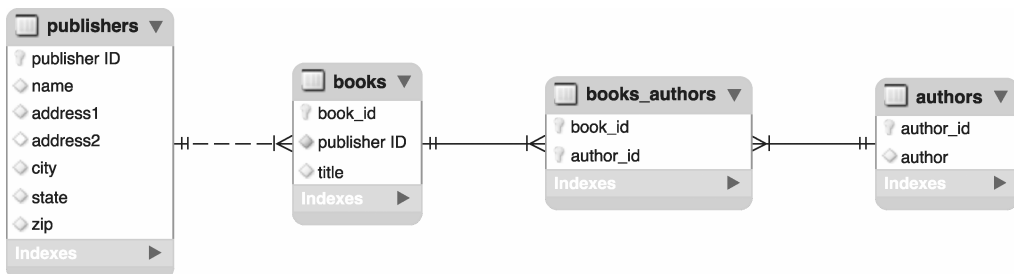 publishers
publisher ID
name
address1
address2
city
state
zip
Indexes
books
book_id
publisher ID
title
Indexes
books_authors
book_id
author_id
Indexes
authors
author_id
author
Indexes